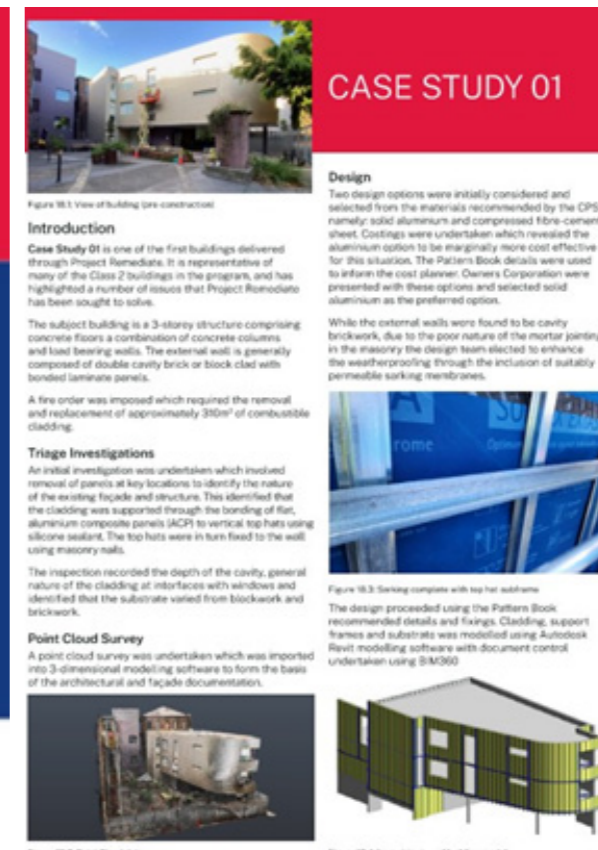 CASE STUDY 01
Figure 18.1: View of building (pre-construction)
Introduction
Case Study 01 is one of the first buildings delivered
through Project Remediate. It is representative of
many of the Class 2 buildings in the program, and has
highlighted a number of issues that Project Remediate
has been sought to solve.
The subject building is a 3-storey structure comprising
concrete floors a combination of concrete columns
and load bearing walls. The external wall is generally
composed of double cavity brick or block clad with
bonded laminate panels.
A fire order was imposed which required the removal
and replacement of approximately 310m² of combustible
cladding.
Triage Investigations
An initial investigation was undertaken which involved
removal of panels at key locations to identify the nature
of the existing façade and structure. This identified that
the cladding was supported through the bonding of flat,
aluminium composite panels (ACP) to vertical top hats using
silicone sealant. The top hats were in turn fixed to the wall
using masonry nails.
The inspection recorded the depth of the cavity, general
nature of the cladding at interfaces with windows and
identified that the substrate varied from blockwork and
brickwork.
Point Cloud Survey
A point cloud survey was undertaken which was imported
into 3-dimensional modelling software to form the basis
of the architectural and façade documentation.
Design
Two design options were initially considered and
selected from the materials recommended by the CPS
namely: solid aluminium and compressed fibre-cement
sheet. Costings were undertaken which revealed the
aluminium option to be marginally more cost effective
for this situation. The Pattern Book details were used
to inform the cost planner. Owners Corporation were
presented with these options and selected solid
aluminium as the preferred option.
While the external walls were found to be cavity
brickwork, due to the poor nature of the mortar jointing
in the masonry the design team elected to enhance
the weatherproofing through the inclusion of suitably
permeable sarking membranes.
rome
Figure 18.3: Sarking complete with top hat subframe
The design proceeded using the Pattern Book
recommended details and fixings. Cladding, support
frames and substrate was modelled using Autodesk
Revit modelling software with document control
undertaken using BIM360